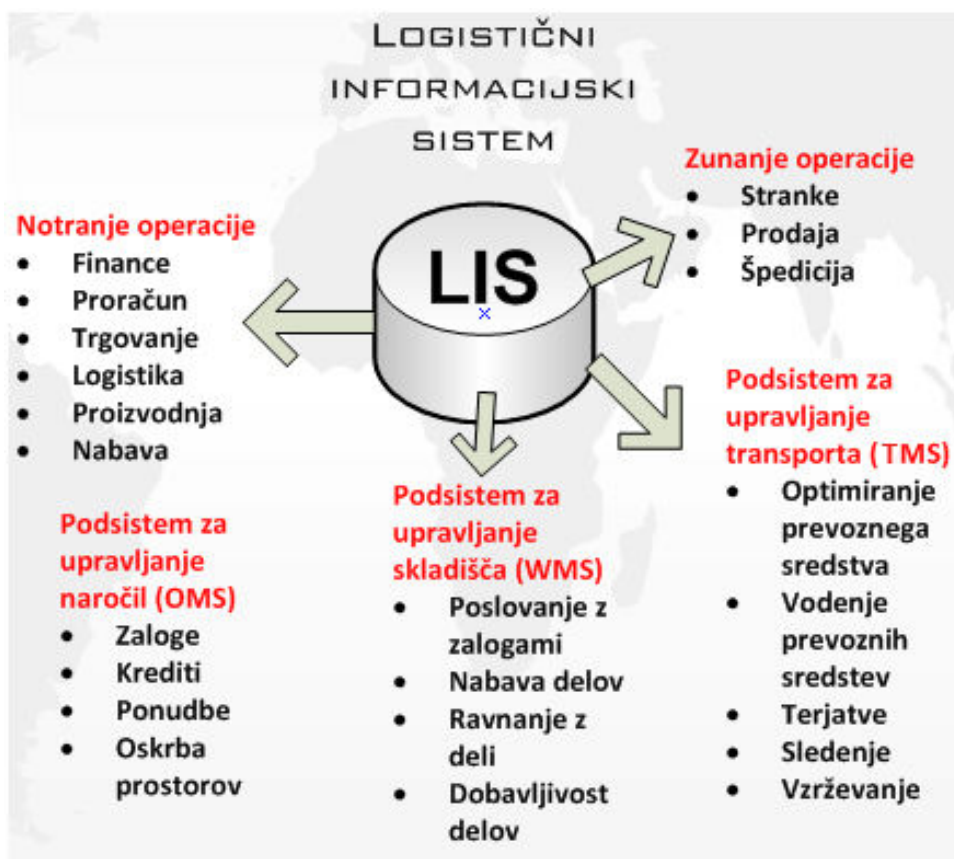 LOGISTIČNI
INFORMACIJSKI
SISTEM
LIS
Notranje operacije
• Finance
• Proračun
• Trgovanje
• Logistika
• Proizvodnja
• Nabava
Zunanje operacije
• Stranke
• Prodaja
• Špedicija
Podsistem za
upravljanje
naročil (OMS)
• Zaloge
• Krediti
• Ponudbe
• Oskrba
prostorov
Podsistem za
upravljanje
skladišča (WMS)
• Poslovanje z
zalogami
• Nabava delov
• Ravnanje z
deli
• Dobavljivost
delov
Podsistem za
upravljanje
transporta (TMS)
• Optimiranje
prevoznega
sredstva
• Vodenje
prevoznih
sredstev
• Terjatve
• Sledenje
• Vzrževanje